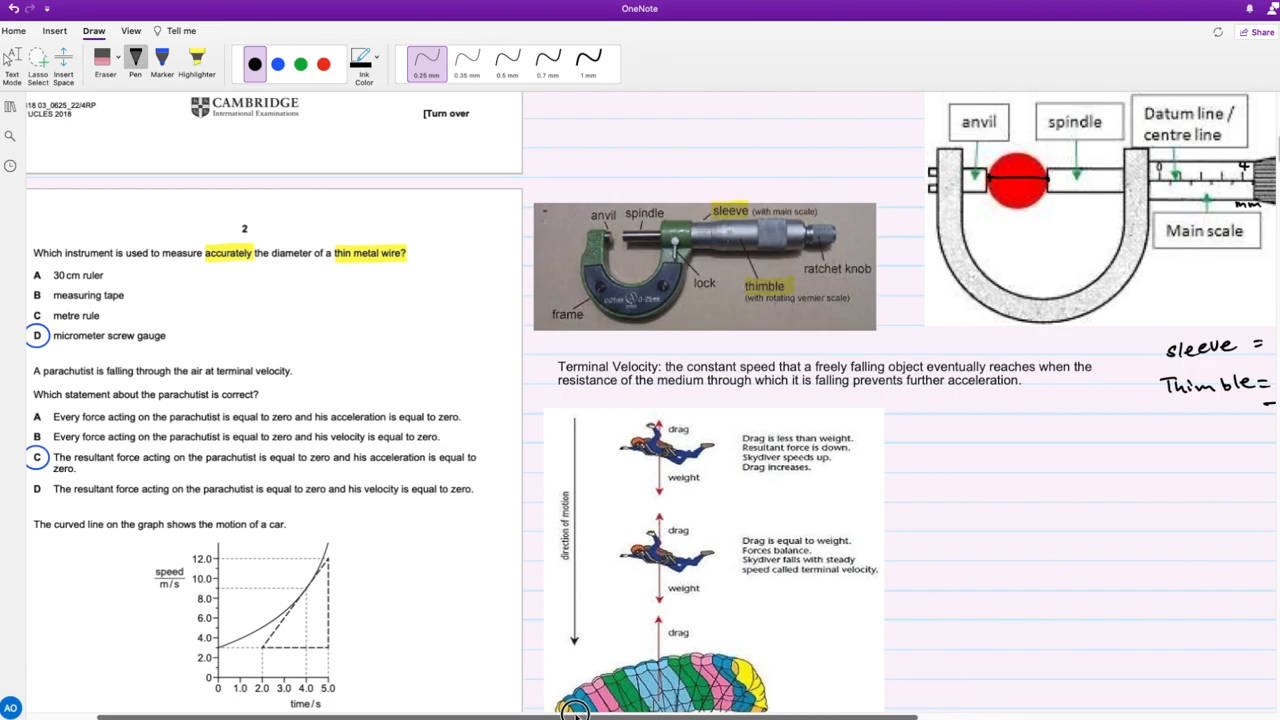 OneNote
Home Insert Draw View Tell me
Share
Text Mode
Lasso Select
Insert Space
Eraser
Pen
Marker
Highlighter
Ink Color
0.25 mm
0.35 mm
0.5 mm
0.7 mm
1 mm
18 03_0625_22/4RP
UCLES 2018
CAMBRIDGE
International Examinations
[Turn over
2
Which instrument is used to measure accurately the diameter of a thin metal wire?
A 30 cm ruler
B measuring tape
C metre rule
D micrometer screw gauge
A parachutist is falling through the air at terminal velocity.
Which statement about the parachutist is correct?
A Every force acting on the parachutist is equal to zero and his acceleration is equal to zero.
B Every force acting on the parachutist is equal to zero and his velocity is equal to zero.
C The resultant force acting on the parachutist is equal to zero and his acceleration is equal to
zero.
D The resultant force acting on the parachutist is equal to zero and his velocity is equal to zero.
The curved line on the graph shows the motion of a car.
speed
m / s
12.0
10.0
8.0
6.0
4.0
2.0
0
0 1.0 2.0 3.0 4.0 5.0
time / s
anvil
spindle
sleeve (with main scale)
ratchet knob
lock
thimble
(with rotating vernier scale)
frame
0-25mm
anvil
spindle
Datum line /
centre line
0 4
mm
Main scale
sleeve =
Thimble =
Terminal Velocity: the constant speed that a freely falling object eventually reaches when the
resistance of the medium through which it is falling prevents further acceleration.
direction of motion
drag
weight
Drag is less than weight.
Resultant force is down.
Skydiver speeds up.
Drag increases.
drag
weight
Drag is equal to weight.
Forces balance.
Skydiver falls with steady
speed called terminal velocity.
drag
AO